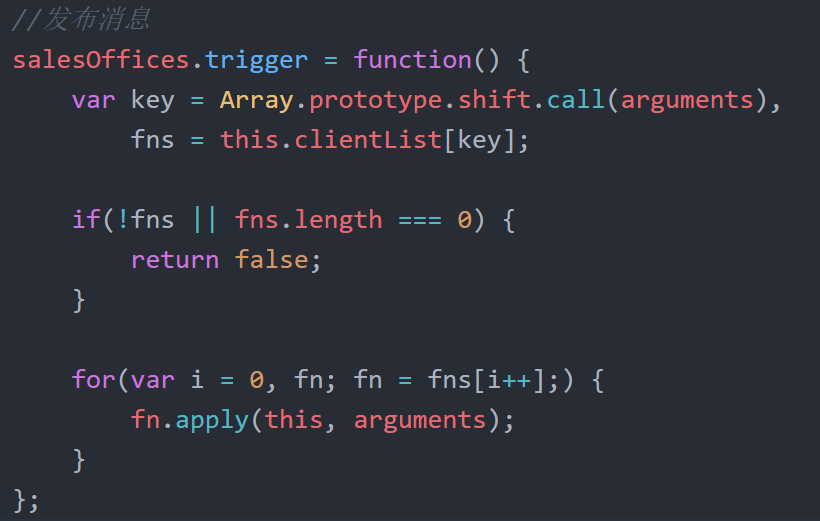 //发布消息
salesOffices.trigger = function() {
    var key = Array.prototype.shift.call(arguments),
        fns = this.clientList[key];

    if(!fns || fns.length === 0) {
        return false;
    }

    for(var i = 0, fn; fn = fns[i++];) {
        fn.apply(this, arguments);
    }
};